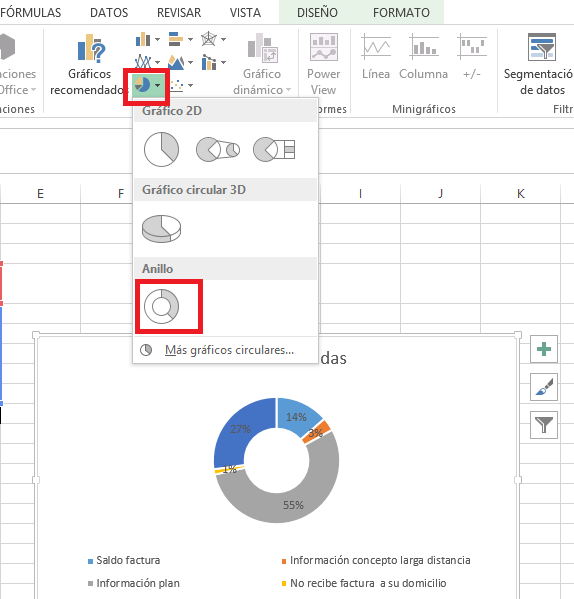 FÓRMULAS DATOS REVISAR VISTA DISEÑO FORMATO
aciones
Office
Gráficos
recomendados
Gráfico
dinámico
Power
View
Línea Columna +/-
Segmentació
de datos
ciones
ormes Minigráficos Filtr
Gráfico 2D
Gráfico circular 3D
Anillo
Más gráficos circulares...
E F I J K
das
14%
3%
55%
1%
27%
Saldo factura
Información concepto larga distancia
Información plan
No recibe factura a su domicilio